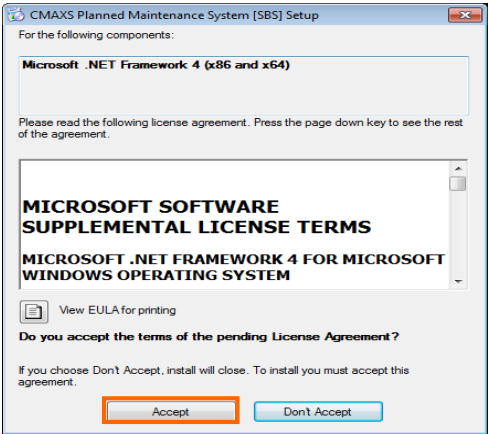 CMAXS Planned Maintenance System [SBS] Setup
For the following components:
Microsoft .NET Framework 4 (x86 and x64)
Please read the following license agreement. Press the page down key to see the rest
of the agreement.
MICROSOFT SOFTWARE
SUPPLEMENTAL LICENSE TERMS
MICROSOFT .NET FRAMEWORK 4 FOR MICROSOFT
WINDOWS OPERATING SYSTEM
View EULA for printing
Do you accept the terms of the pending License Agreement?
If you choose Don't Accept, install will close. To install you must accept this
agreement.
Accept
Don't Accept